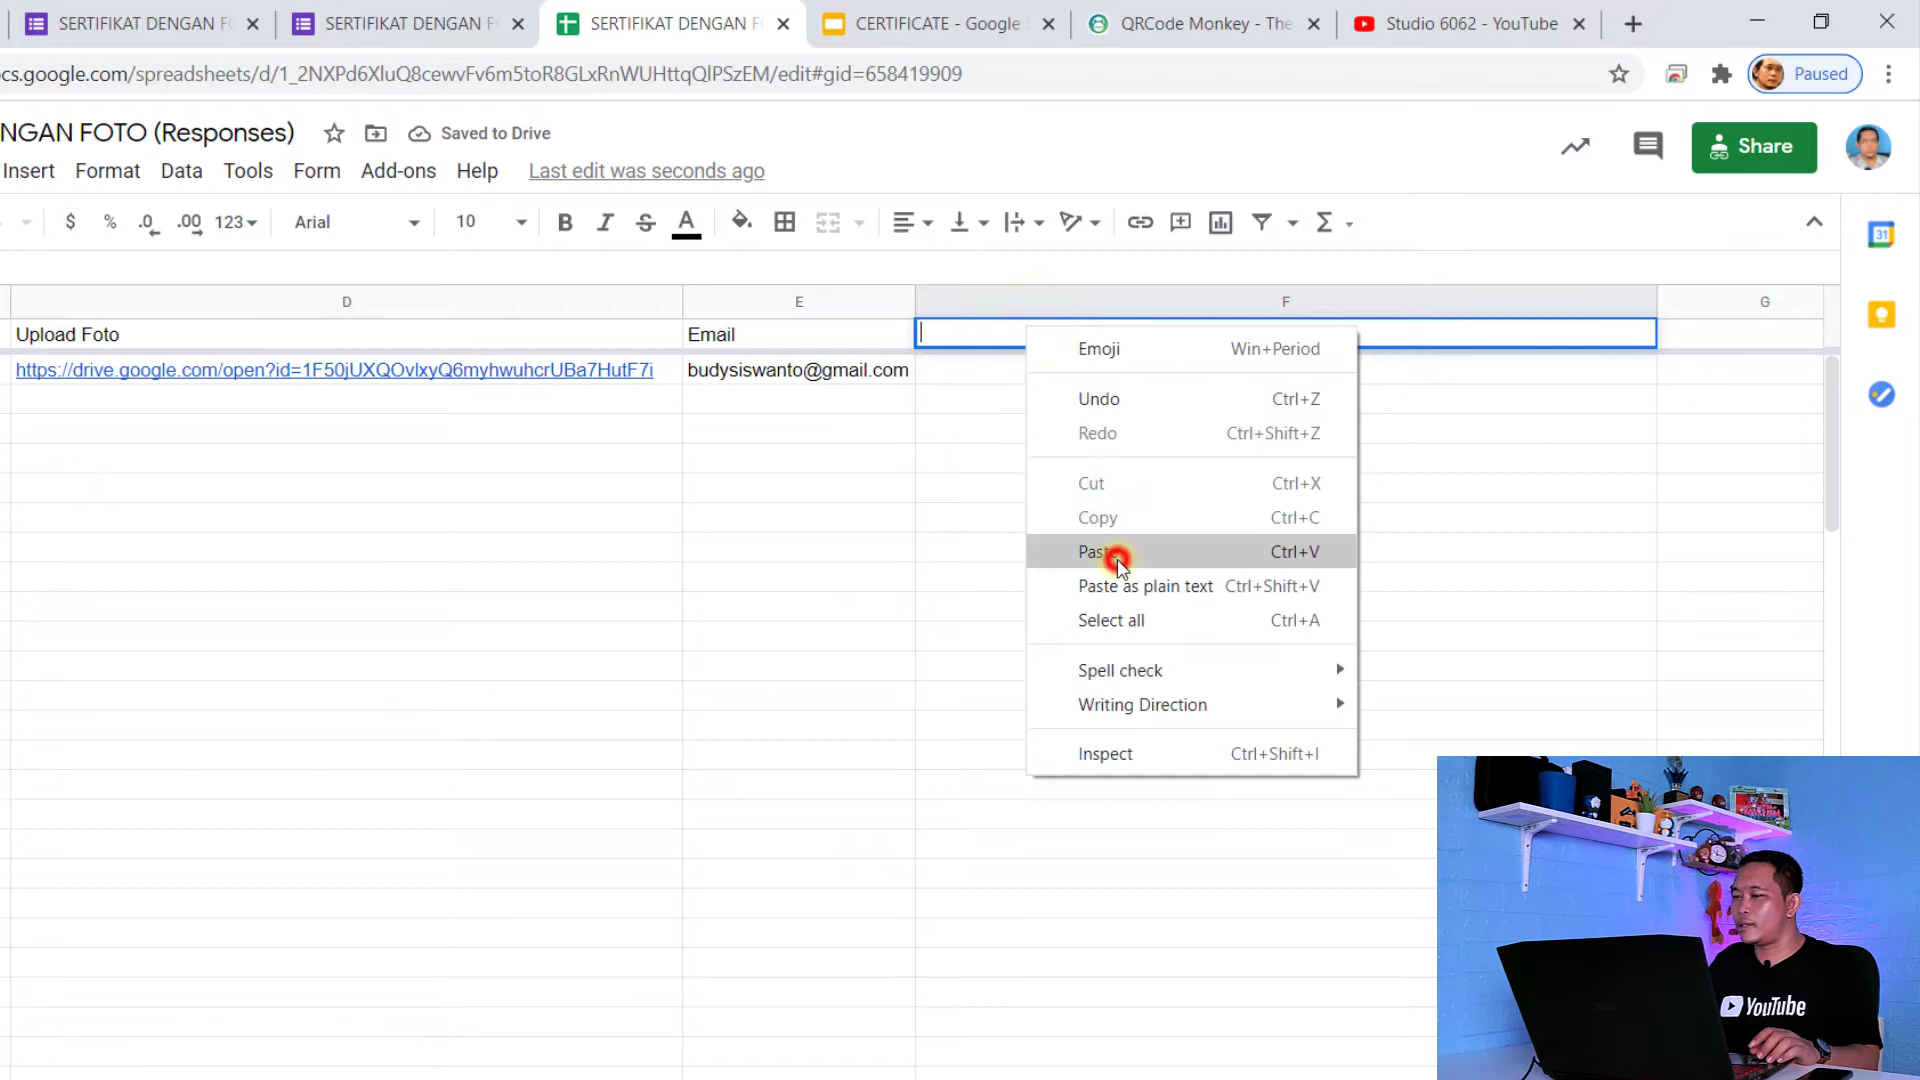 SERTIFIKAT DENGAN F
SERTIFIKAT DENGAN F
SERTIFIKAT DENGAN F
CERTIFICATE - Google
QRCode Monkey - The
Studio 6062 - YouTube
cs.google.com/spreadsheets/d/1_2NXPd6XluQ8cewvFv6m5toR8GLxRnWUHttqQlPSzEM/edit#gid=658419909
Paused
NGAN FOTO (Responses)
Saved to Drive
Share
Insert
Format
Data
Tools
Form
Add-ons
Help
Last edit was seconds ago
$
%
.0
.00
123
Arial
10
B
I
S
A
Σ
31
D
E
F
G
Upload Foto
Email
https://drive.google.com/open?id=1F50jUXQOvlxyQ6myhwuhcrUBa7HutF7i
budysiswanto@gmail.com
Emoji Win+Period
Undo Ctrl+Z
Redo Ctrl+Shift+Z
Cut Ctrl+X
Copy Ctrl+C
Paste Ctrl+V
Paste as plain text Ctrl+Shift+V
Select all Ctrl+A
Spell check
Writing Direction
Inspect Ctrl+Shift+I
YouTube